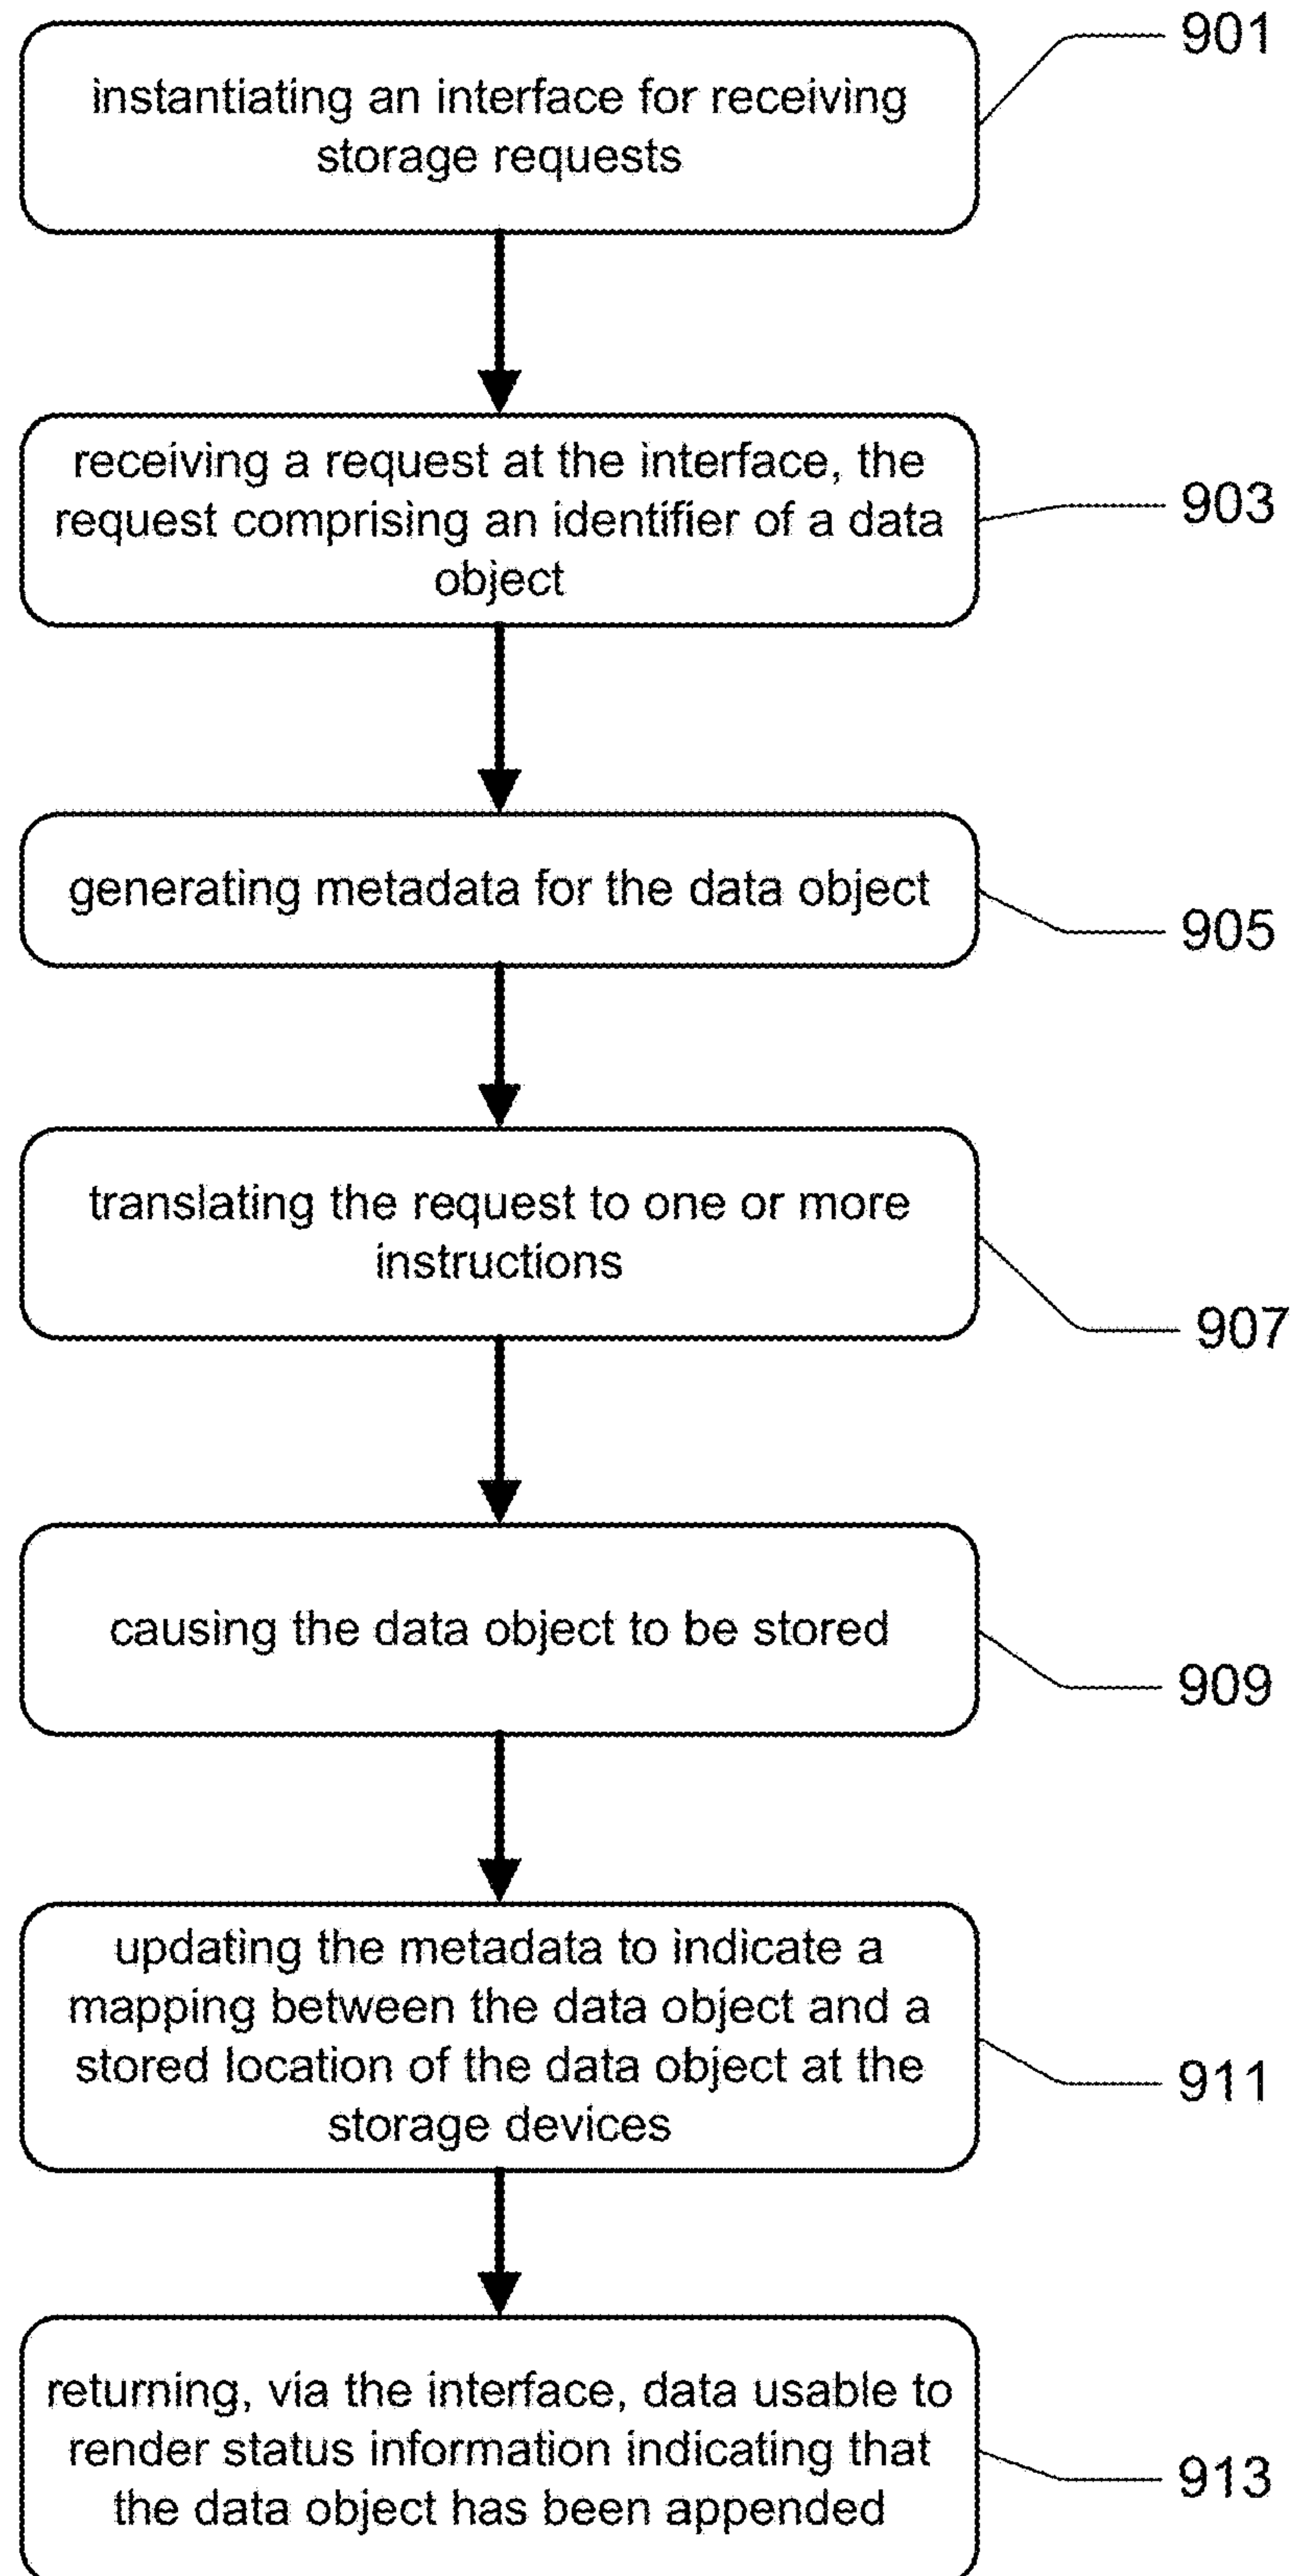 901
instantiating an interface for receiving
storage requests
receiving a request at the interface, the
request comprising an identifier of a data
object
903
generating metadata for the data object
905
translating the request to one or more
instructions
907
causing the data object to be stored
909
updating the metadata to indicate a
mapping between the data object and a
stored location of the data object at the
storage devices
911
returning, via the interface, data usable to
render status information indicating that
the data object has been appended
913